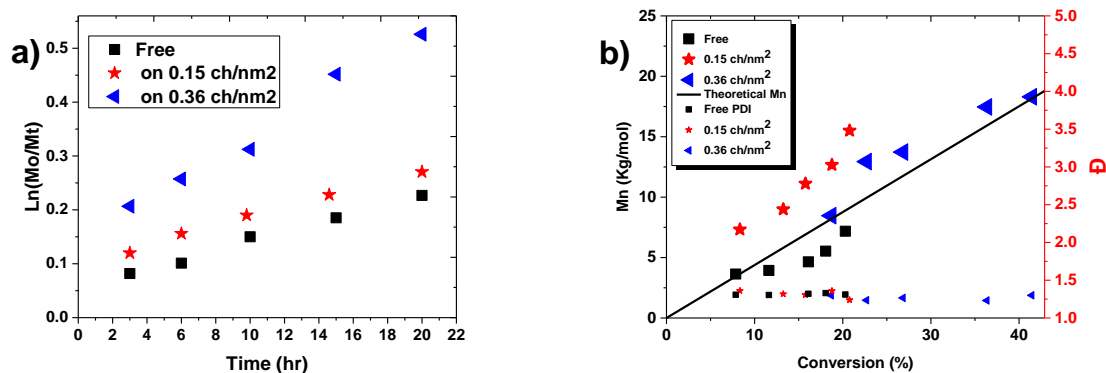 a)
Free
on 0.15 ch/nm2
on 0.36 ch/nm2
Ln(Mo/Mt)
0.5
0.4
0.3
0.2
0.1
0.0
0 2 4 6 8 10 12 14 16 18 20 22
Time (hr)
b)
Free
0.15 ch/nm²
0.36 ch/nm²
Theoretical Mn
Free PDI
0.15 ch/nm²
0.36 ch/nm²
Mn (Kg/mol)
25
20
15
10
5
0
0 10 20 30 40
Conversion (%)
5.0
4.5
4.0
3.5
3.0
2.5
2.0
1.5
1.0
Đ